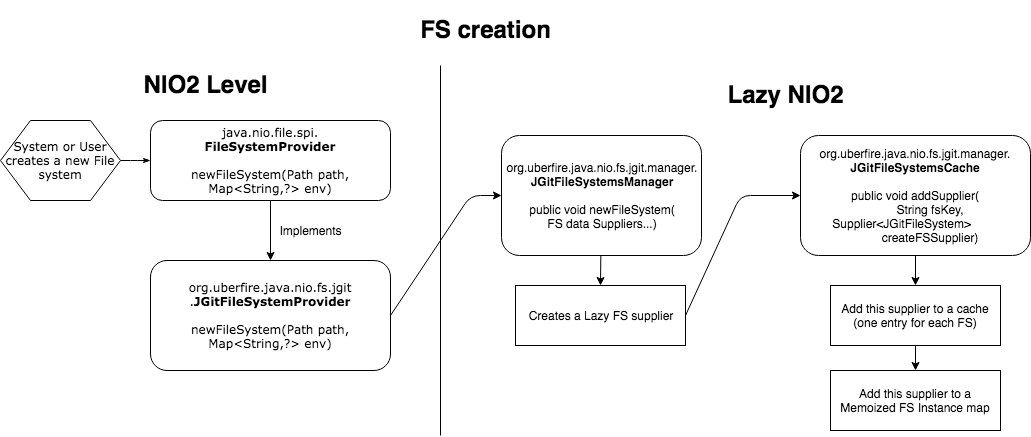 FS creation
NIO2 Level
Lazy NIO2
System or User
creates a new File
system
java.nio.file.spi.
FileSystemProvider
newFileSystem(Path path,
Map<String,?> env)
Implements
org.uberfire.java.nio.fs.jgit
.JGitFileSystemProvider
newFileSystem(Path path,
Map<String,?> env)
org.uberfire.java.nio.fs.jgit.manager.
JGitFileSystemsManager
public void newFileSystem(
FS data Suppliers...)
Creates a Lazy FS supplier
org.uberfire.java.nio.fs.jgit.manager.
JGitFileSystemsCache
public void addSupplier(
String fsKey,
Supplier<JGitFileSystem>
createFSSupplier)
Add this supplier to a cache
(one entry for each FS)
Add this supplier to a
Memoized FS Instance map